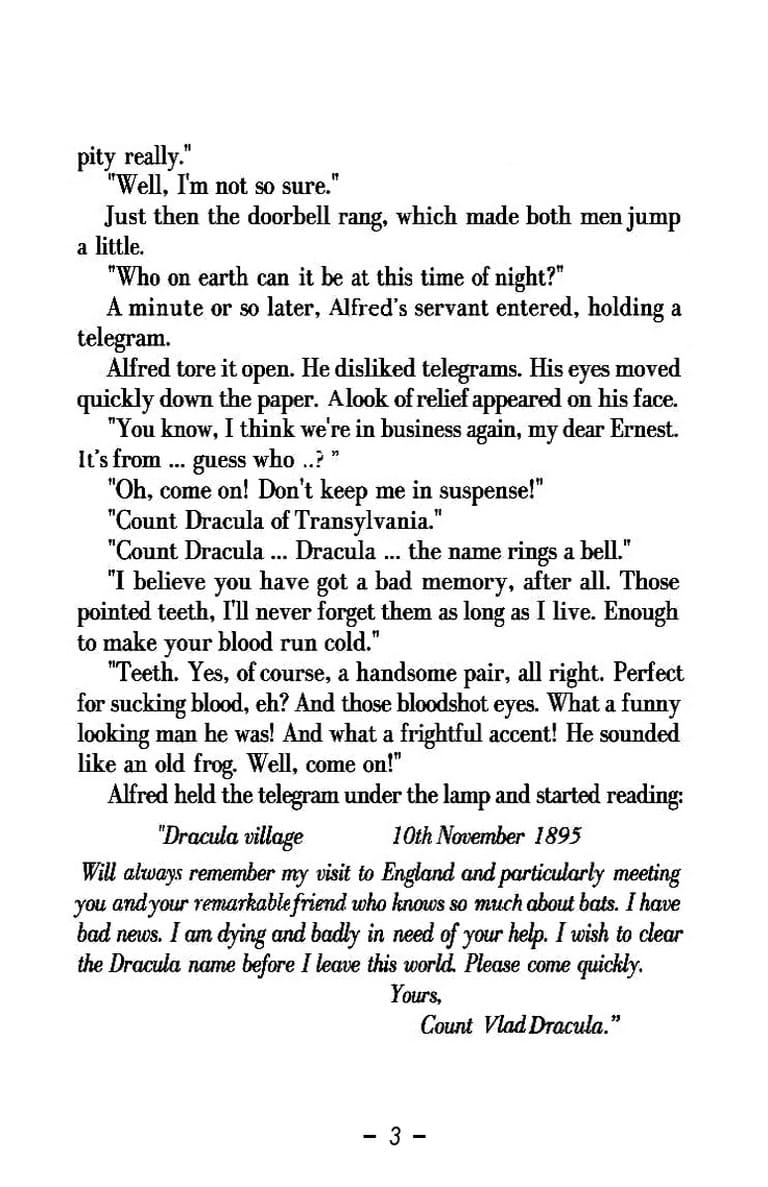 pity really."
"Well, I'm not so sure."
Just then the doorbell rang, which made both men jump
a little.
"Who on earth can it be at this time of night?"
A minute or so later, Alfred's servant entered, holding a
telegram.
Alfred tore it open. He disliked telegrams. His eyes moved
quickly down the paper. A look of relief appeared on his face.
"You know, I think we're in business again, my dear Ernest.
It's from ... guess who ..? ”
"Oh, come on! Don't keep me in suspense!"
"Count Dracula of Transylvania."
"Count Dracula ... Dracula ... the name rings a bell."
"I believe you have got a bad memory, after all. Those
pointed teeth, I'll never forget them as long as I live. Enough
to make your blood run cold."
"Teeth. Yes, of course, a handsome pair, all right. Perfect
for sucking blood, eh? And those bloodshot eyes. What a funny
looking man he was! And what a frightful accent! He sounded
like an old frog. Well, come on!"
Alfred held the telegram under the lamp and started reading:
"Dracula village 10th November 1895
Will always remember my visit to England and particularly meeting
you and your remarkable friend who knows so much about bats. I have
bad news. I am dying and badly in need of your help. I wish to clear
the Dracula name before I leave this world. Please come quickly.
Yours,
Count Vlad Dracula.”
- 3 -